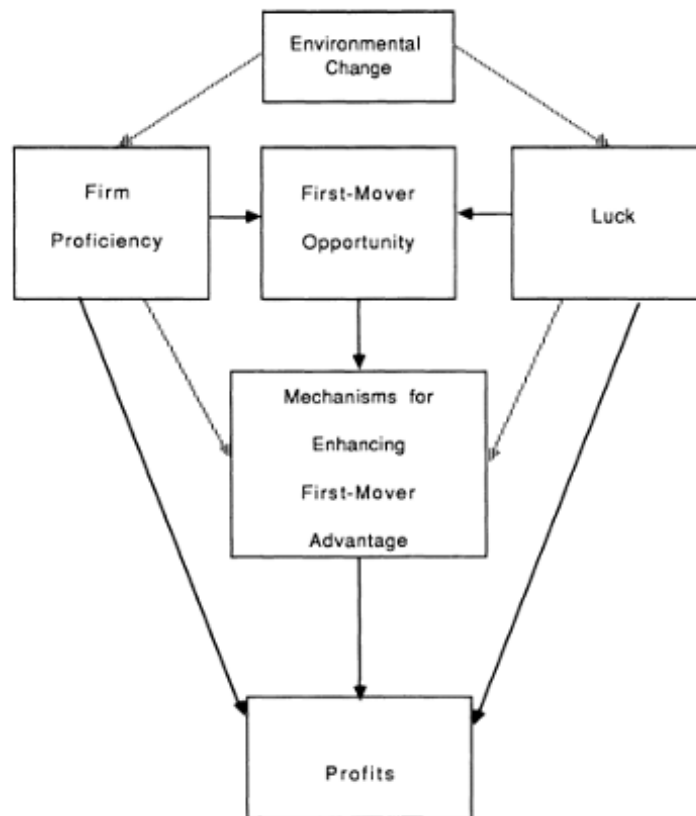 Environmental
Change
Firm
Proficiency
First-Mover
Opportunity
Luck
Mechanisms for
Enhancing
First-Mover
Advantage
Profits